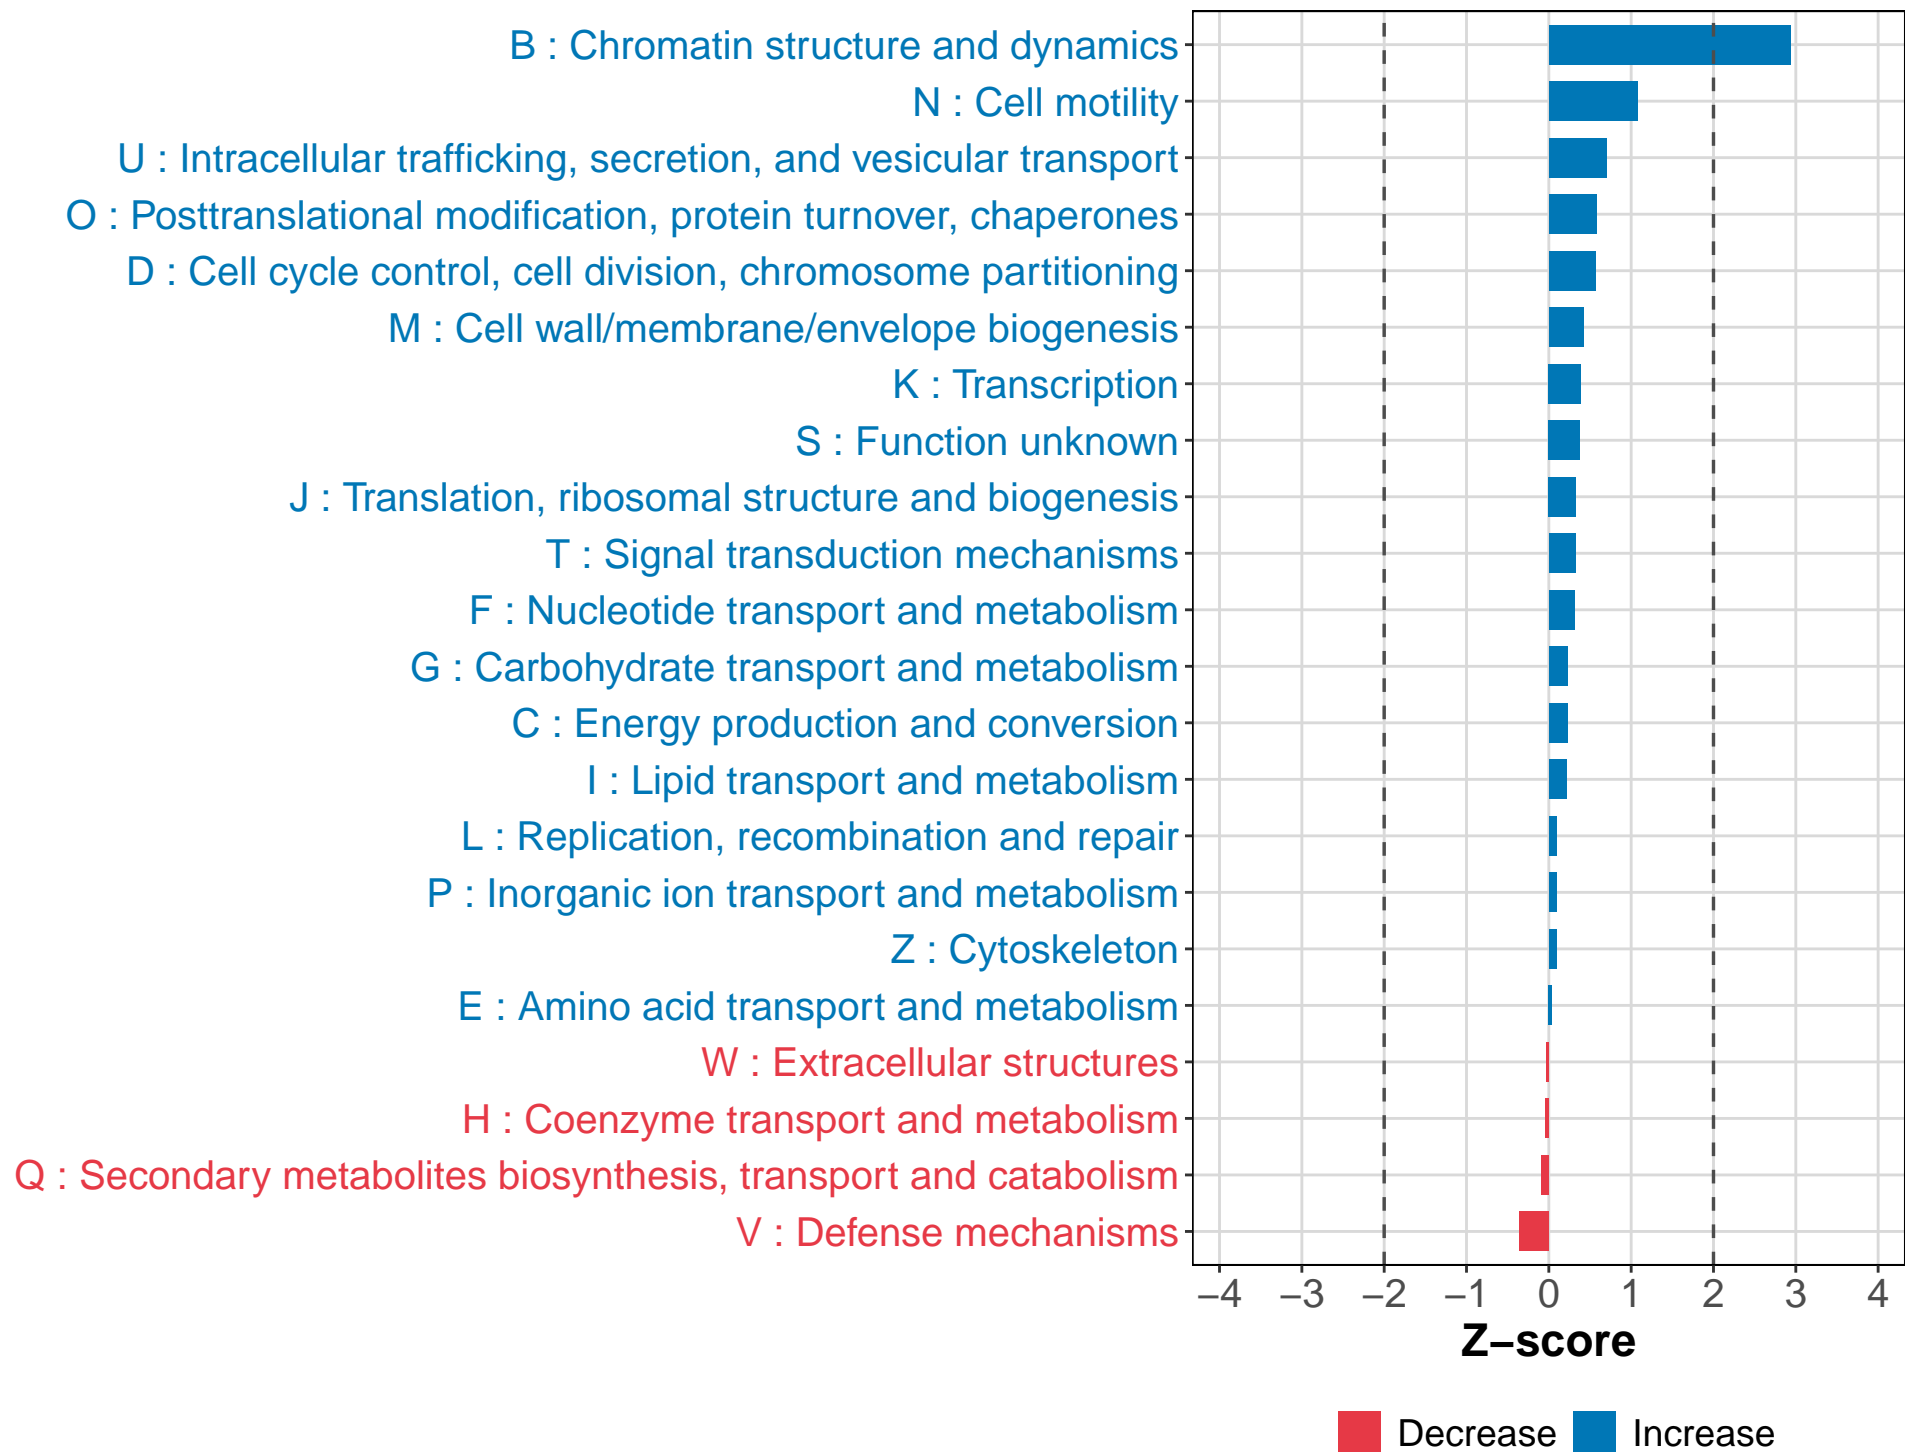 B : Chromatin structure and dynamics
N : Cell motility
U : Intracellular trafficking, secretion, and vesicular transport
O : Posttranslational modification, protein turnover, chaperones
D : Cell cycle control, cell division, chromosome partitioning
M : Cell wall/membrane/envelope biogenesis
K : Transcription
S : Function unknown
J : Translation, ribosomal structure and biogenesis
T : Signal transduction mechanisms
F : Nucleotide transport and metabolism
G : Carbohydrate transport and metabolism
C : Energy production and conversion
I : Lipid transport and metabolism
L : Replication, recombination and repair
P : Inorganic ion transport and metabolism
Z : Cytoskeleton
E : Amino acid transport and metabolism
W : Extracellular structures
H : Coenzyme transport and metabolism
Q : Secondary metabolites biosynthesis, transport and catabolism
V : Defense mechanisms
−4 −3 −2 −1 0 1 2 3 4
Z−score
Decrease Increase